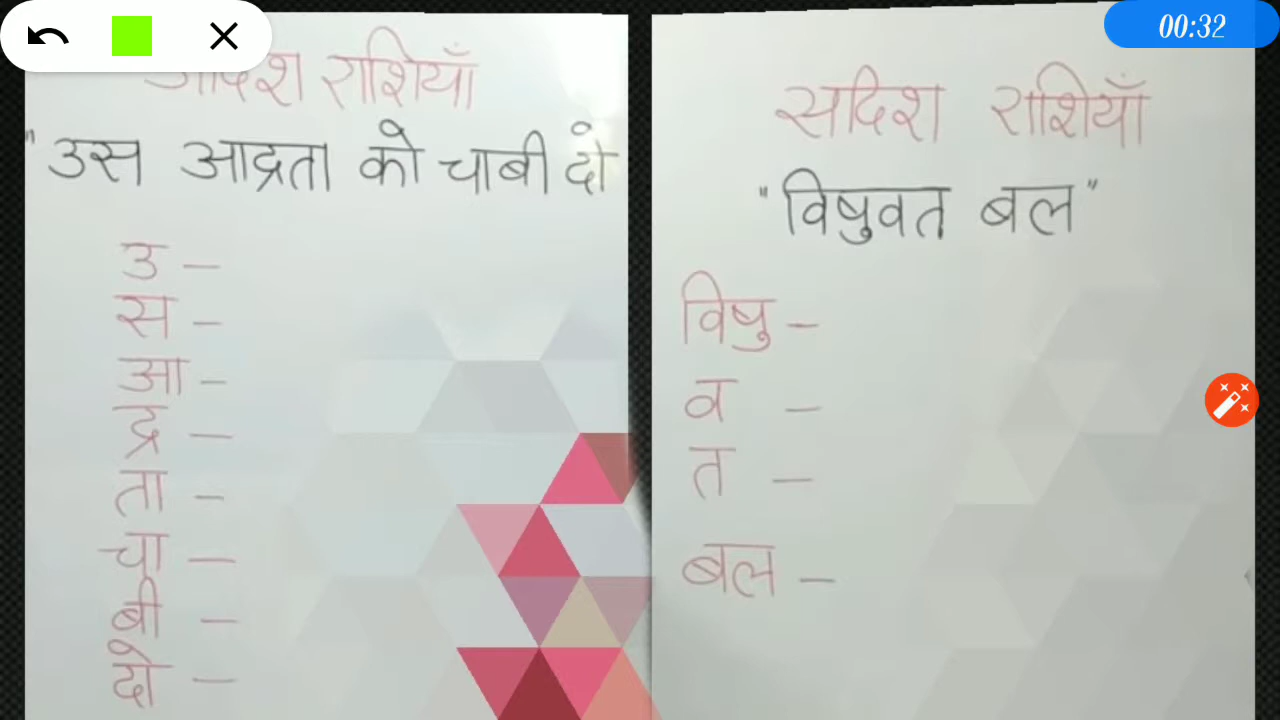 00:32
राशियाँ
"उस आद्रता को चाबी दो
उ –
स –
आ –
द्र –
ता –
चा –
बी –
दो –
सदिश राशियाँ
"विषुवत बल"
विषु –
व –
त –
बल –